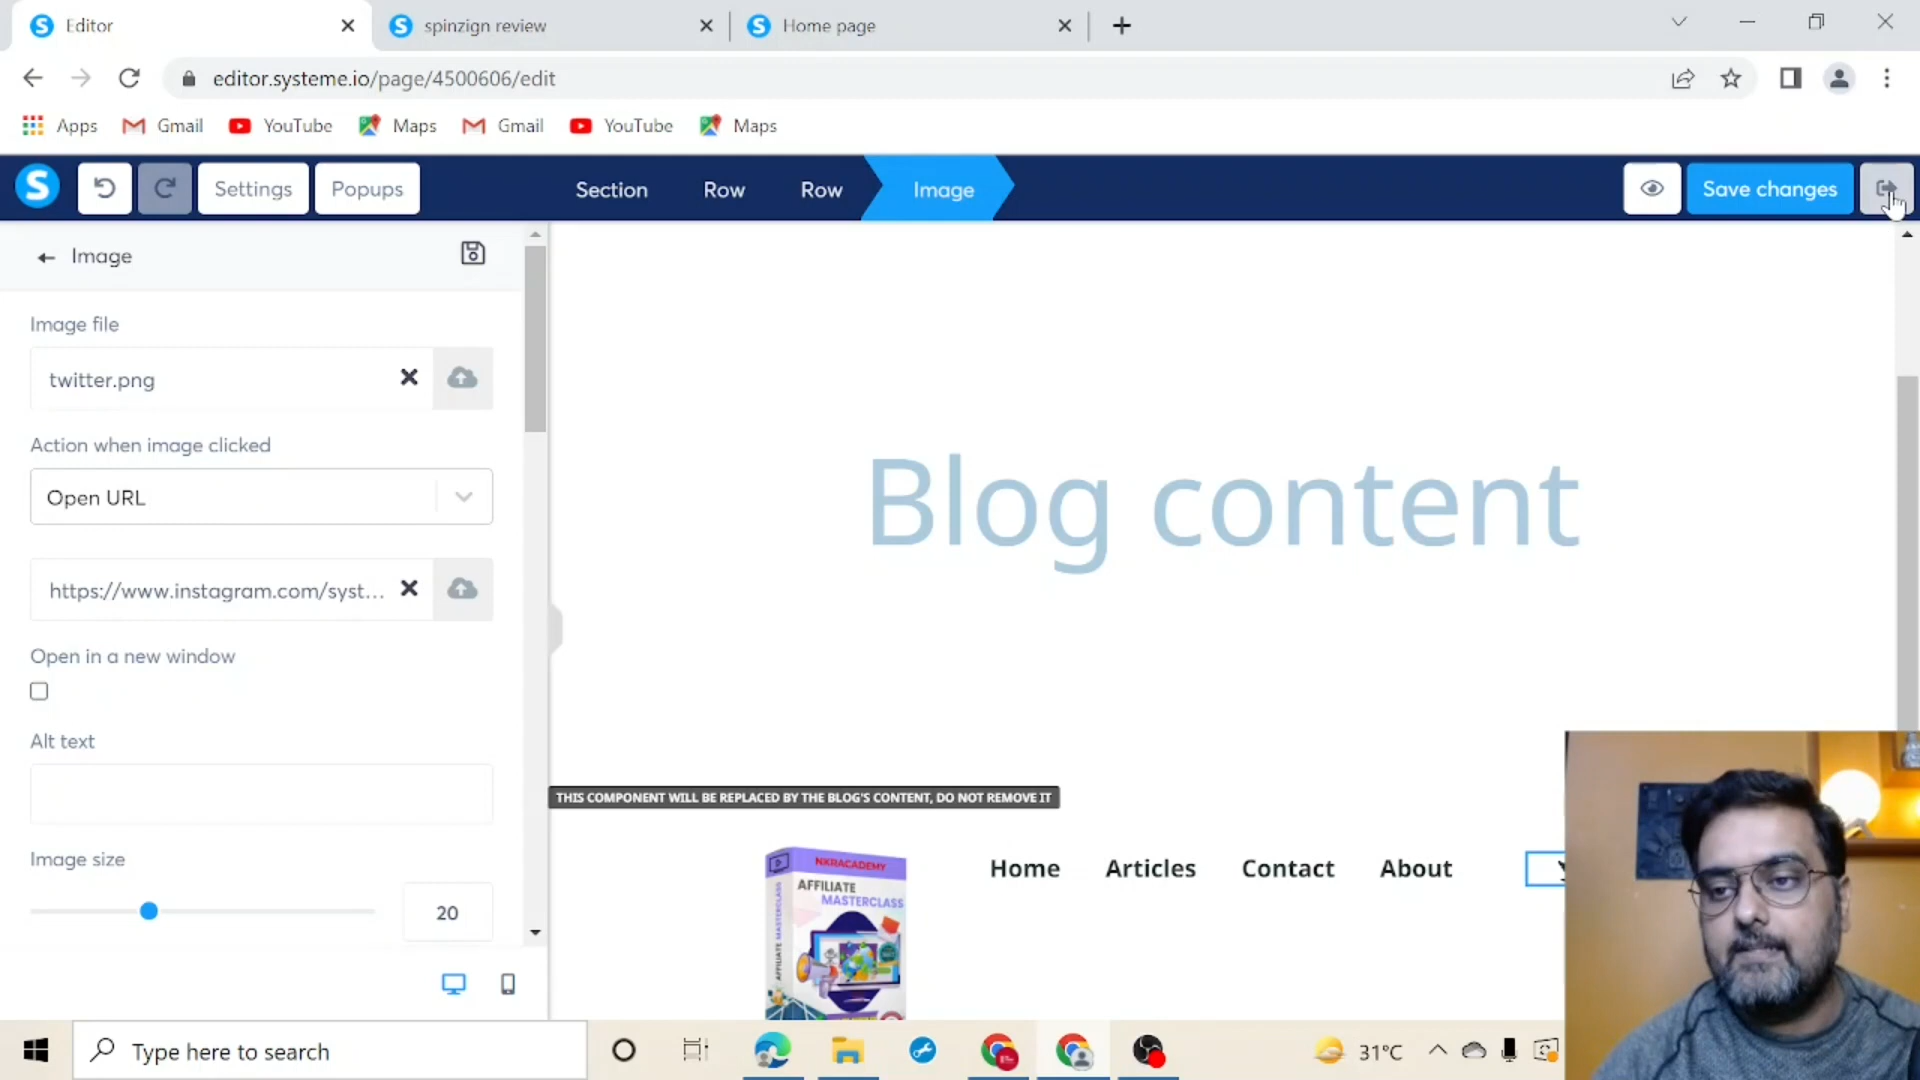 Editor
spinzign review
Home page
editor.systeme.io/page/4500606/edit
Apps
Gmail
YouTube
Maps
Gmail
YouTube
Maps
S
Settings
Popups
Section
Row
Row
Image
Save changes
Image
Image file
twitter.png
Action when image clicked
Open URL
https://www.instagram.com/syst...
Open in a new window
Alt text
Image size
20
Blog content
THIS COMPONENT WILL BE REPLACED BY THE BLOG'S CONTENT, DO NOT REMOVE IT
NKRACADEMY
AFFILIATE
MASTERCLASS
AFFILIATE MASTERCLASS
Home
Articles
Contact
About
Type here to search
31°C